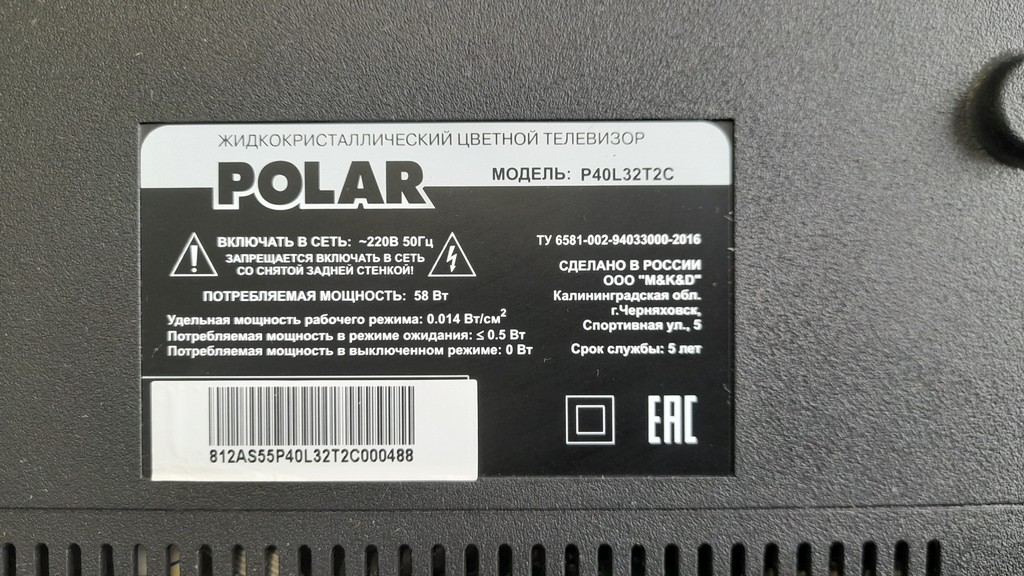 ЖИДКОКРИСТАЛЛИЧЕСКИЙ ЦВЕТНОЙ ТЕЛЕВИЗОР
POLAR
МОДЕЛЬ: P40L32T2C
ВКЛЮЧАТЬ В СЕТЬ: ~220В 50Гц
ЗАПРЕЩАЕТСЯ ВКЛЮЧАТЬ В СЕТЬ
СО СНЯТОЙ ЗАДНЕЙ СТЕНКОЙ!
ПОТРЕБЛЯЕМАЯ МОЩНОСТЬ: 58 Вт
Удельная мощность рабочего режима: 0.014 Вт/см²
Потребляемая мощность в режиме ожидания: ≤ 0.5 Вт
Потребляемая мощность в выключенном режиме: 0 Вт
ТУ 6581-002-94033000-2016
СДЕЛАНО В РОССИИ
ООО "M&K&D"
Калининградская обл.
г.Черняховск,
Спортивная ул., 5
Срок службы: 5 лет
812AS55P40L32T2C000488
EAC